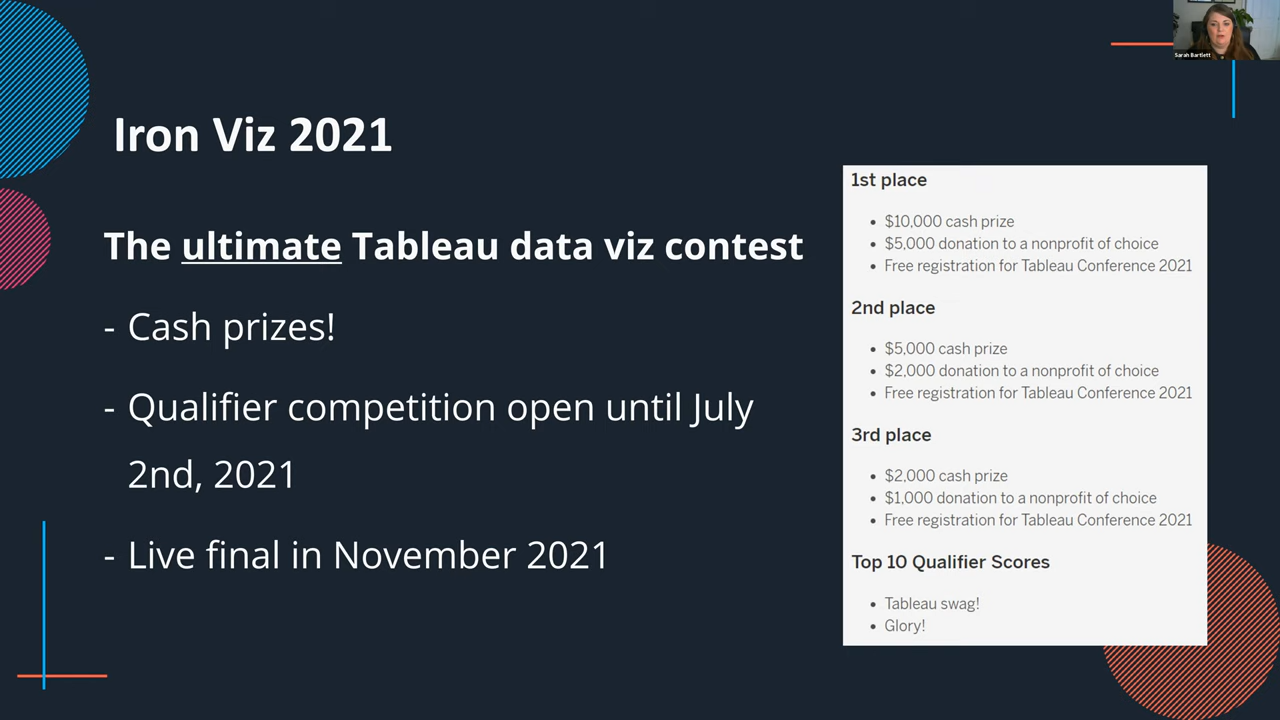 Sarah Bartlett
Iron Viz 2021
The ultimate Tableau data viz contest
- Cash prizes!
- Qualifier competition open until July
2nd, 2021
- Live final in November 2021
1st place
• $10,000 cash prize
• $5,000 donation to a nonprofit of choice
• Free registration for Tableau Conference 2021
2nd place
• $5,000 cash prize
• $2,000 donation to a nonprofit of choice
• Free registration for Tableau Conference 2021
3rd place
• $2,000 cash prize
• $1,000 donation to a nonprofit of choice
• Free registration for Tableau Conference 2021
Top 10 Qualifier Scores
• Tableau swag!
• Glory!